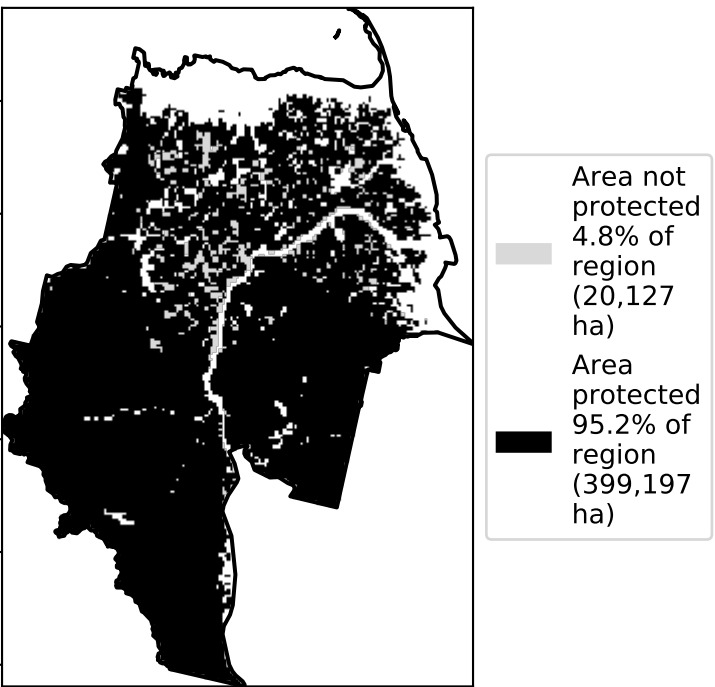 Area not
protected
4.8% of
region
(20,127
ha)
Area
protected
95.2% of
region
(399,197
ha)